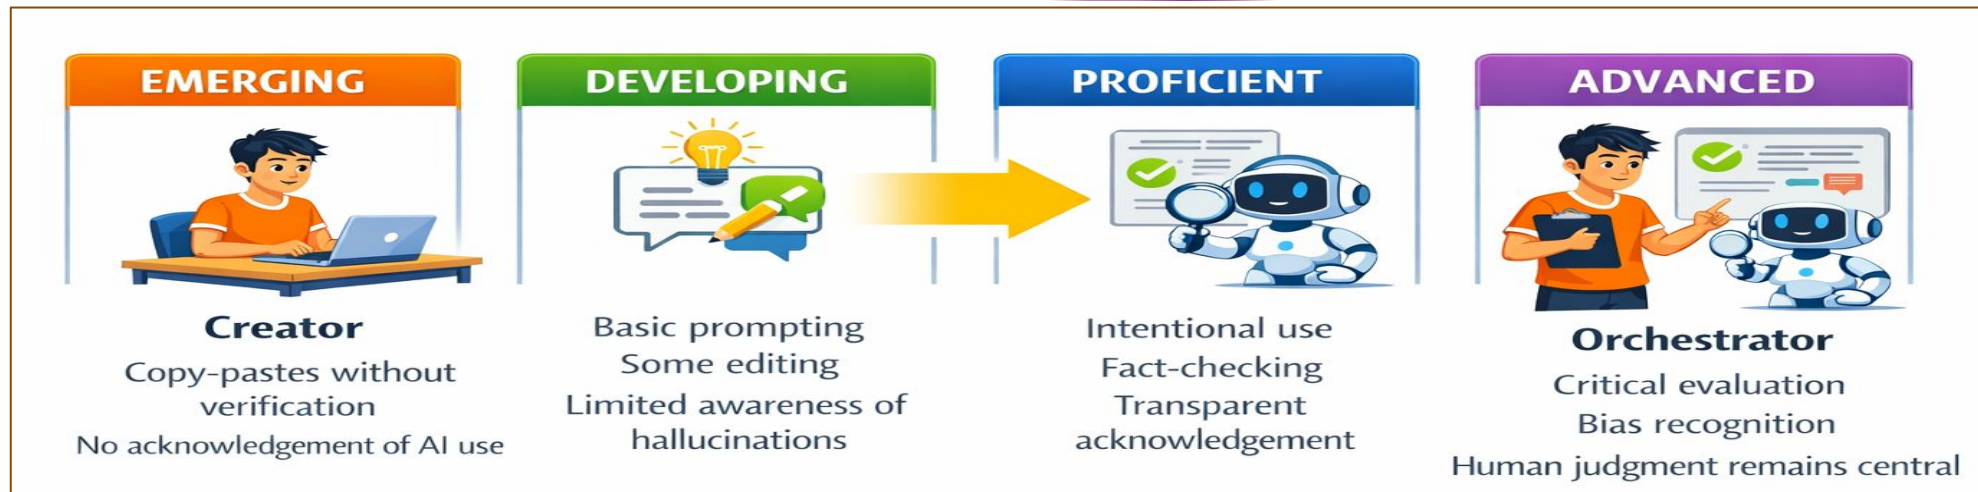 EMERGING
Creator
Copy-pastes without
verification
No acknowledgement of AI use
DEVELOPING
Basic prompting
Some editing
Limited awareness of
hallucinations
PROFICIENT
Intentional use
Fact-checking
Transparent
acknowledgement
ADVANCED
Orchestrator
Critical evaluation
Bias recognition
Human judgment remains central